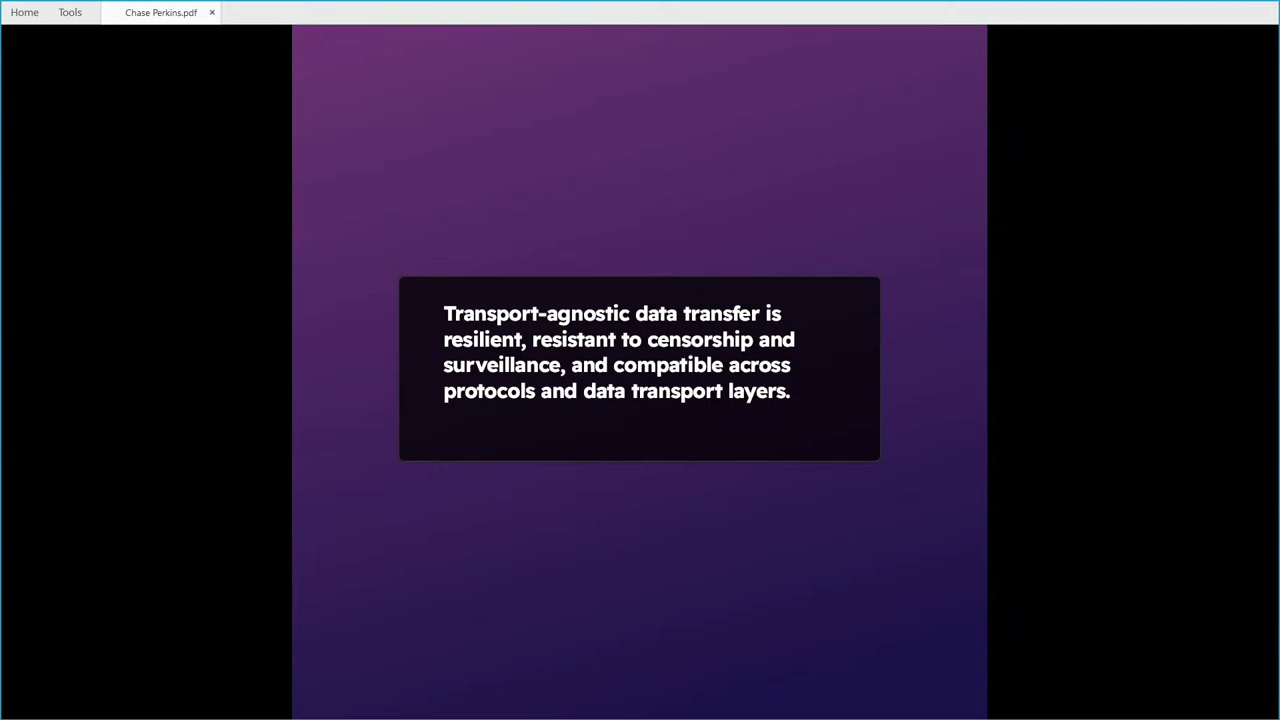 Home Tools Chase Perkins.pdf ×
Transport-agnostic data transfer is
resilient, resistant to censorship and
surveillance, and compatible across
protocols and data transport layers.